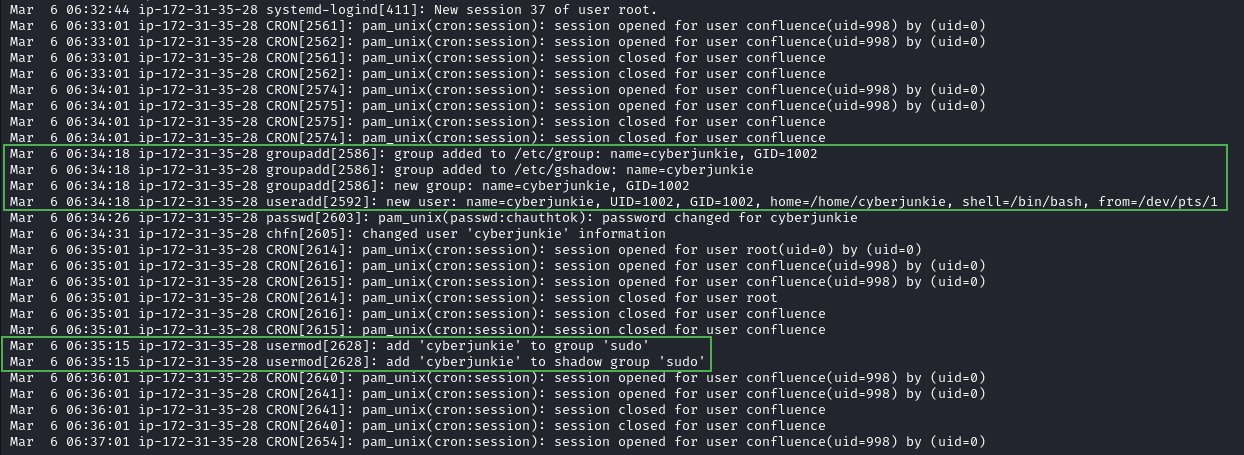 Mar  6 06:32:44 ip-172-31-35-28 systemd-logind[411]: New session 37 of user root.
Mar  6 06:33:01 ip-172-31-35-28 CRON[2561]: pam_unix(cron:session): session opened for user confluence(uid=998) by (uid=0)
Mar  6 06:33:01 ip-172-31-35-28 CRON[2562]: pam_unix(cron:session): session opened for user confluence(uid=998) by (uid=0)
Mar  6 06:33:01 ip-172-31-35-28 CRON[2561]: pam_unix(cron:session): session closed for user confluence
Mar  6 06:33:01 ip-172-31-35-28 CRON[2562]: pam_unix(cron:session): session closed for user confluence
Mar  6 06:34:01 ip-172-31-35-28 CRON[2574]: pam_unix(cron:session): session opened for user confluence(uid=998) by (uid=0)
Mar  6 06:34:01 ip-172-31-35-28 CRON[2575]: pam_unix(cron:session): session opened for user confluence(uid=998) by (uid=0)
Mar  6 06:34:01 ip-172-31-35-28 CRON[2575]: pam_unix(cron:session): session closed for user confluence
Mar  6 06:34:01 ip-172-31-35-28 CRON[2574]: pam_unix(cron:session): session closed for user confluence
Mar  6 06:34:18 ip-172-31-35-28 groupadd[2586]: group added to /etc/group: name=cyberjunkie, GID=1002
Mar  6 06:34:18 ip-172-31-35-28 groupadd[2586]: group added to /etc/gshadow: name=cyberjunkie
Mar  6 06:34:18 ip-172-31-35-28 groupadd[2586]: new group: name=cyberjunkie, GID=1002
Mar  6 06:34:18 ip-172-31-35-28 useradd[2592]: new user: name=cyberjunkie, UID=1002, GID=1002, home=/home/cyberjunkie, shell=/bin/bash, from=/dev/pts/1
Mar  6 06:34:26 ip-172-31-35-28 passwd[2603]: pam_unix(passwd:chauthtok): password changed for cyberjunkie
Mar  6 06:34:31 ip-172-31-35-28 chfn[2605]: changed user 'cyberjunkie' information
Mar  6 06:35:01 ip-172-31-35-28 CRON[2614]: pam_unix(cron:session): session opened for user root(uid=0) by (uid=0)
Mar  6 06:35:01 ip-172-31-35-28 CRON[2616]: pam_unix(cron:session): session opened for user confluence(uid=998) by (uid=0)
Mar  6 06:35:01 ip-172-31-35-28 CRON[2615]: pam_unix(cron:session): session opened for user confluence(uid=998) by (uid=0)
Mar  6 06:35:01 ip-172-31-35-28 CRON[2614]: pam_unix(cron:session): session closed for user root
Mar  6 06:35:01 ip-172-31-35-28 CRON[2616]: pam_unix(cron:session): session closed for user confluence
Mar  6 06:35:01 ip-172-31-35-28 CRON[2615]: pam_unix(cron:session): session closed for user confluence
Mar  6 06:35:15 ip-172-31-35-28 usermod[2628]: add 'cyberjunkie' to group 'sudo'
Mar  6 06:35:15 ip-172-31-35-28 usermod[2628]: add 'cyberjunkie' to shadow group 'sudo'
Mar  6 06:36:01 ip-172-31-35-28 CRON[2640]: pam_unix(cron:session): session opened for user confluence(uid=998) by (uid=0)
Mar  6 06:36:01 ip-172-31-35-28 CRON[2641]: pam_unix(cron:session): session opened for user confluence(uid=998) by (uid=0)
Mar  6 06:36:01 ip-172-31-35-28 CRON[2641]: pam_unix(cron:session): session closed for user confluence
Mar  6 06:36:01 ip-172-31-35-28 CRON[2640]: pam_unix(cron:session): session closed for user confluence
Mar  6 06:37:01 ip-172-31-35-28 CRON[2654]: pam_unix(cron:session): session opened for user confluence(uid=998) by (uid=0)